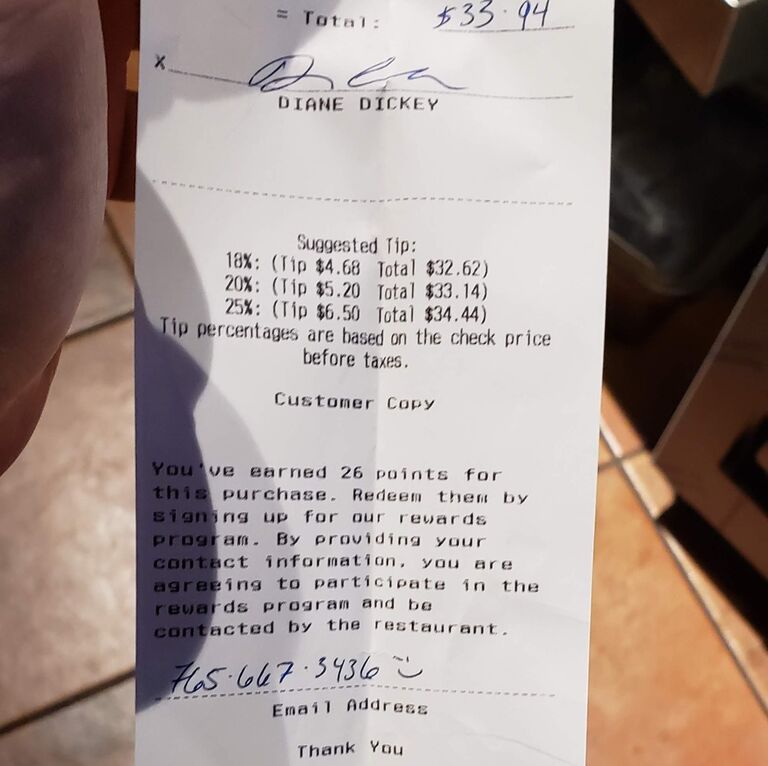 = Total: $33.94
X
DIANE DICKEY
Suggested Tip:
18%: (Tip $4.68 Total $32.62)
20%: (Tip $5.20 Total $33.14)
25%: (Tip $6.50 Total $34.44)
Tip percentages are based on the check price
before taxes.
Customer Copy
You've earned 26 points for
this purchase. Redeem them by
signing up for our rewards
program. By providing your
contact information, you are
agreeing to participate in the
rewards program and be
contacted by the restaurant.
765.667.3436
Email Address
Thank You